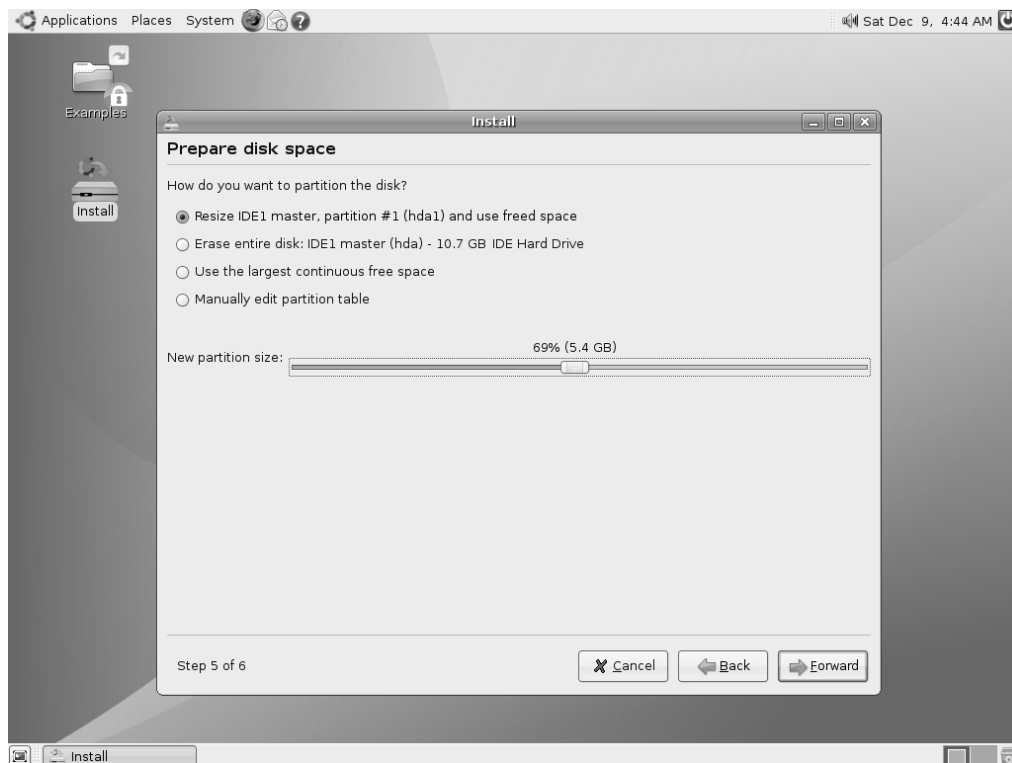 Applications Places System
Sat Dec 9, 4:44 AM
Examples
Install
Install
Prepare disk space
How do you want to partition the disk?
Resize IDE1 master, partition #1 (hda1) and use freed space
Erase entire disk: IDE1 master (hda) - 10.7 GB IDE Hard Drive
Use the largest continuous free space
Manually edit partition table
69% (5.4 GB)
New partition size:
Step 5 of 6
Cancel
Back
Forward
Install